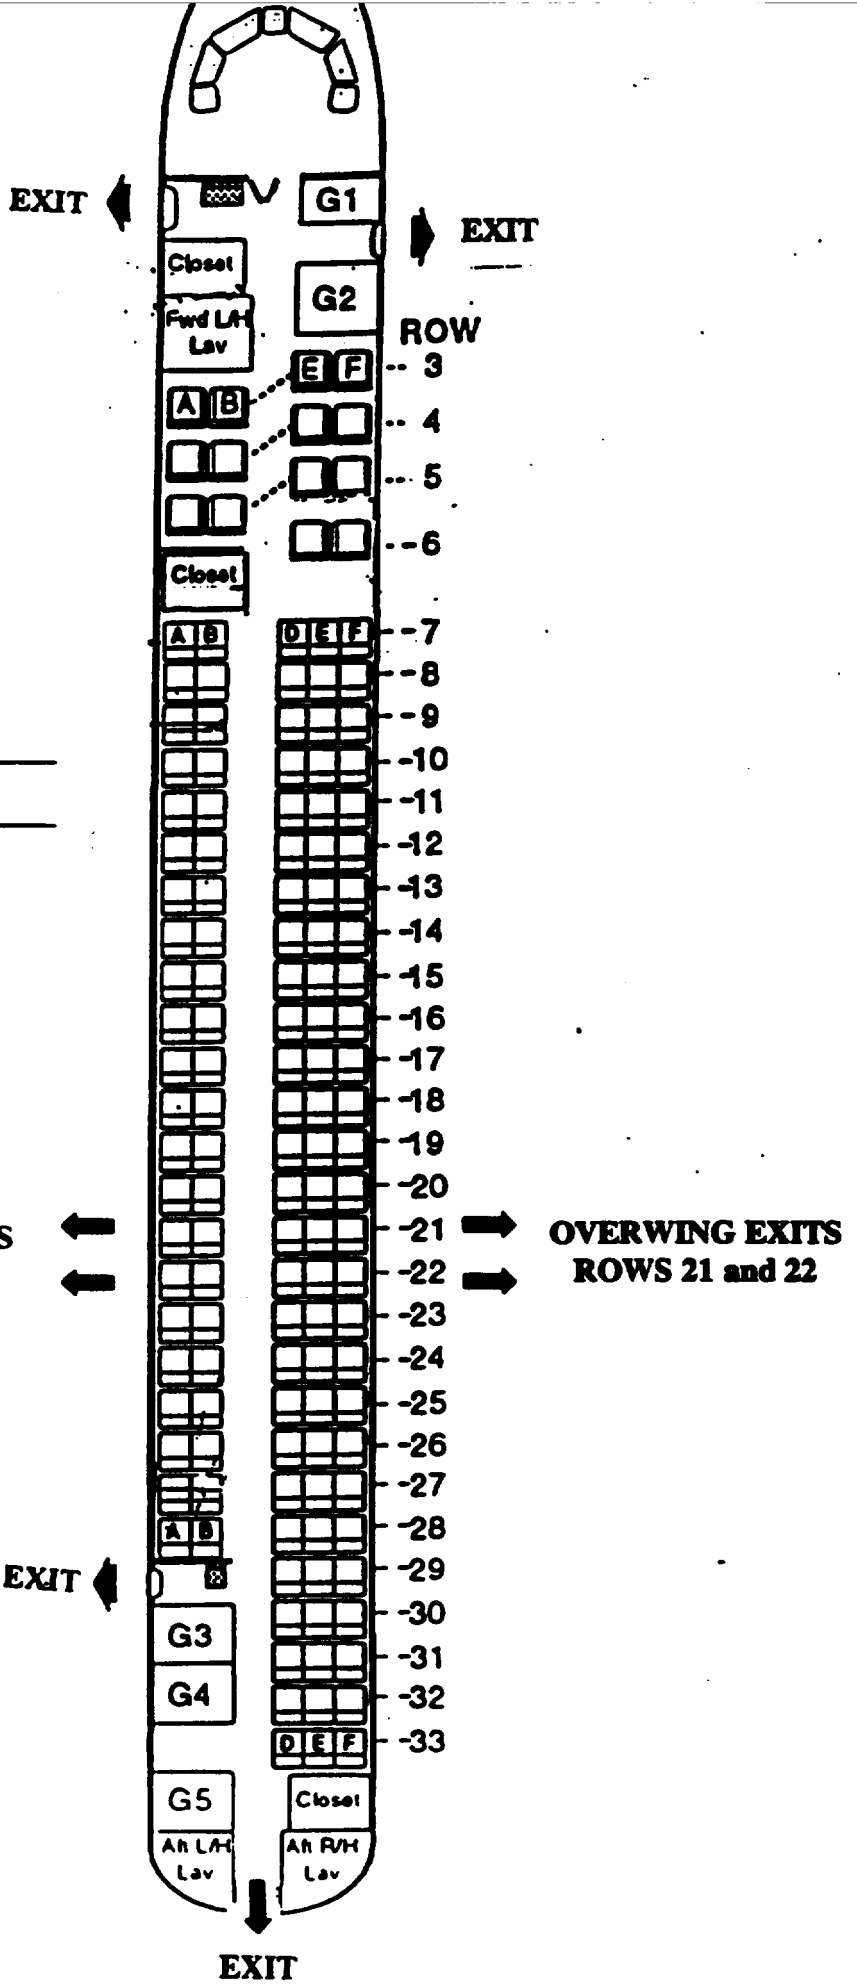 EXIT
G1
EXIT
Closet
G2
Fwd L/H
Lav
ROW
E F -- 3
A B
-- 4
-- 5
--6
Closet
A B D E F --7
--8
--9
--10
--11
--12
--13
--14
--15
--16
--17
--18
--19
--20
--21
S
OVERWING EXITS
ROWS 21 and 22
--22
--23
--24
--25
--26
--27
A B --28
EXIT
--29
G3
--30
--31
G4
--32
D E F --33
G5
Closet
Aft L/H
Lav
Aft R/H
Lav
EXIT